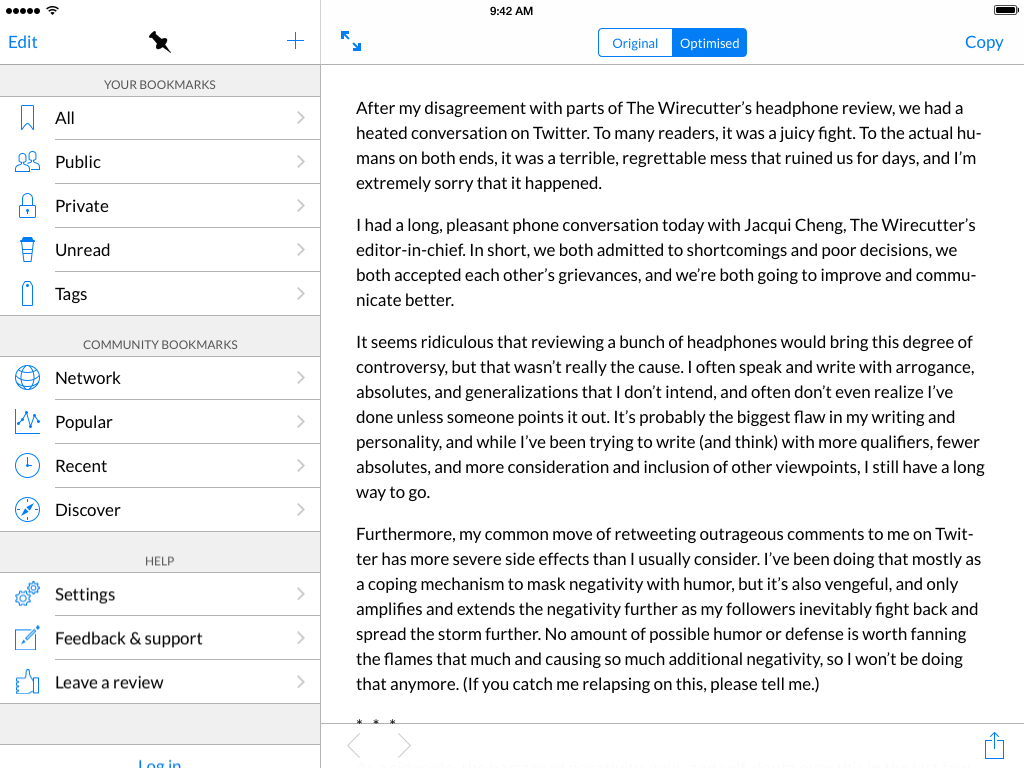 9:42 AM
Edit
Original
Optimised
Copy
YOUR BOOKMARKS
All
Public
Private
Unread
Tags
COMMUNITY BOOKMARKS
Network
Popular
Recent
Discover
HELP
Settings
Feedback & support
Leave a review
Log in
After my disagreement with parts of The Wirecutter’s headphone review, we had a
heated conversation on Twitter. To many readers, it was a juicy fight. To the actual hu-
mans on both ends, it was a terrible, regrettable mess that ruined us for days, and I’m
extremely sorry that it happened.
I had a long, pleasant phone conversation today with Jacqui Cheng, The Wirecutter’s
editor-in-chief. In short, we both admitted to shortcomings and poor decisions, we
both accepted each other’s grievances, and we’re both going to improve and commu-
nicate better.
It seems ridiculous that reviewing a bunch of headphones would bring this degree of
controversy, but that wasn’t really the cause. I often speak and write with arrogance,
absolutes, and generalizations that I don’t intend, and often don’t even realize I’ve
done unless someone points it out. It’s probably the biggest flaw in my writing and
personality, and while I’ve been trying to write (and think) with more qualifiers, fewer
absolutes, and more consideration and inclusion of other viewpoints, I still have a long
way to go.
Furthermore, my common move of retweeting outrageous comments to me on Twit-
ter has more severe side effects than I usually consider. I’ve been doing that mostly as
a coping mechanism to mask negativity with humor, but it’s also vengeful, and only
amplifies and extends the negativity further as my followers inevitably fight back and
spread the storm further. No amount of possible humor or defense is worth fanning
the flames that much and causing so much additional negativity, so I won’t be doing
that anymore. (If you catch me relapsing on this, please tell me.)
* * *